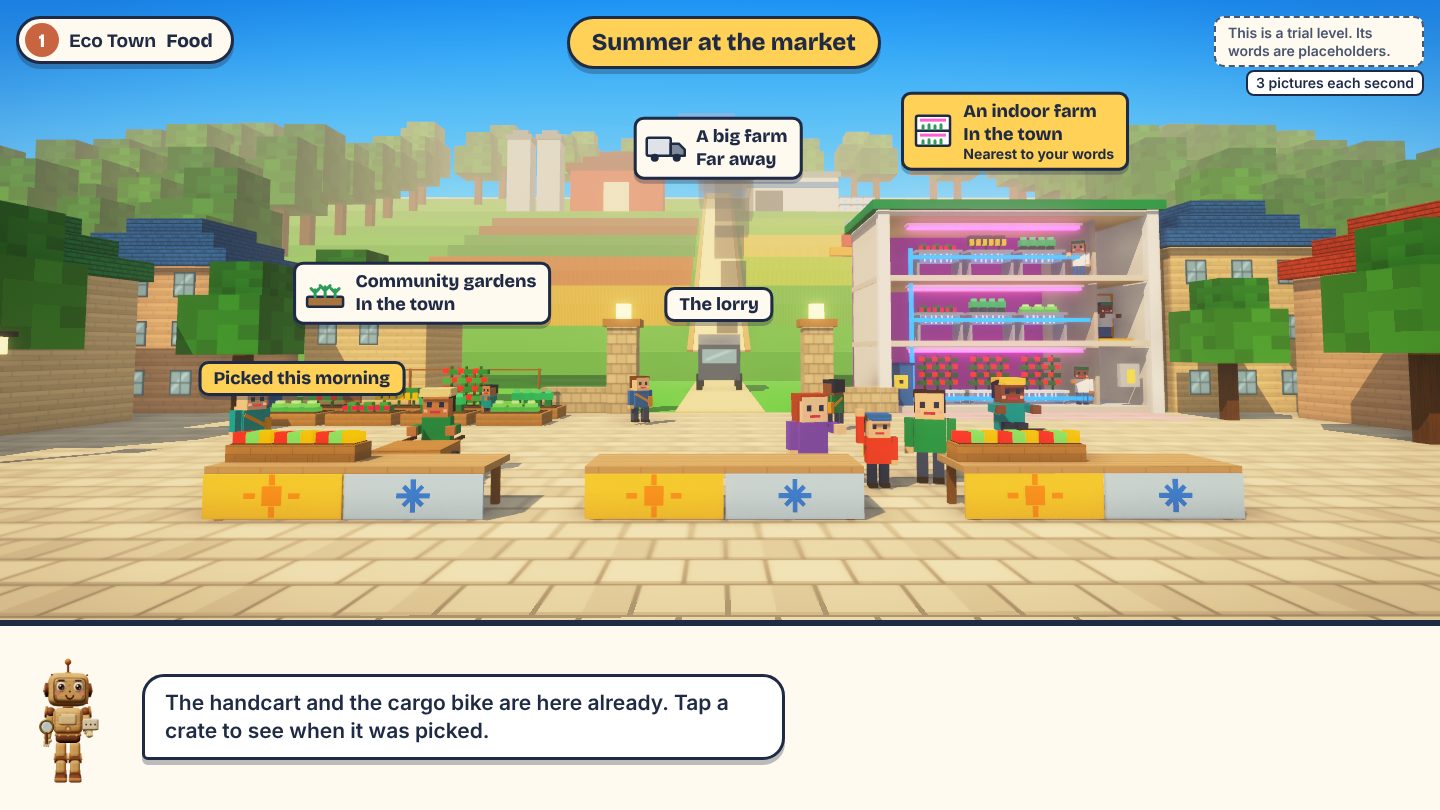 1 Eco Town Food
Summer at the market
This is a trial level. Its
words are placeholders.
3 pictures each second
An indoor farm
In the town
Nearest to your words
A big farm
Far away
Community gardens
In the town
The lorry
Picked this morning
The handcart and the cargo bike are here already. Tap a
crate to see when it was picked.